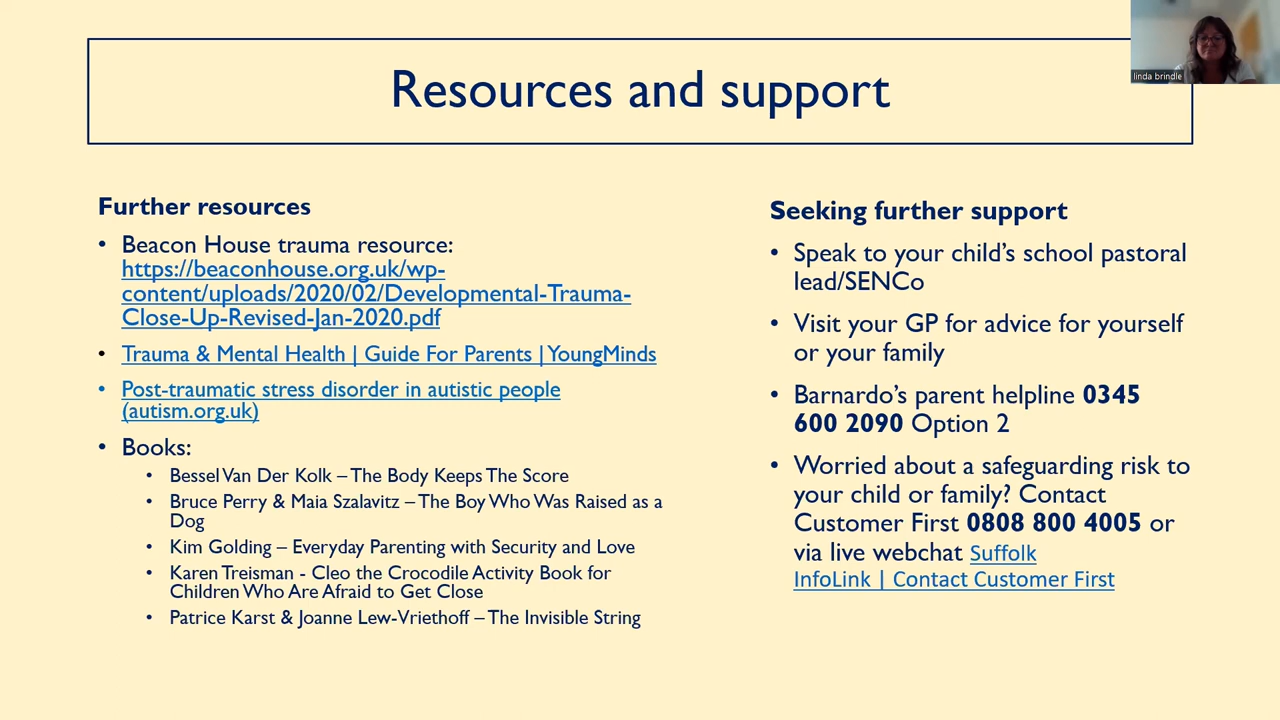 Resources and support
linda brindle
Further resources
• Beacon House trauma resource:
https://beaconhouse.org.uk/wp-
content/uploads/2020/02/Developmental-Trauma-
Close-Up-Revised-Jan-2020.pdf
• Trauma & Mental Health | Guide For Parents | YoungMinds
• Post-traumatic stress disorder in autistic people
(autism.org.uk)
• Books:
• Bessel Van Der Kolk – The Body Keeps The Score
• Bruce Perry & Maia Szalavitz – The Boy Who Was Raised as a
Dog
• Kim Golding – Everyday Parenting with Security and Love
• Karen Treisman - Cleo the Crocodile Activity Book for
Children Who Are Afraid to Get Close
• Patrice Karst & Joanne Lew-Vriethoff – The Invisible String
Seeking further support
• Speak to your child’s school pastoral
lead/SENCo
• Visit your GP for advice for yourself
or your family
• Barnardo’s parent helpline 0345
600 2090 Option 2
• Worried about a safeguarding risk to
your child or family? Contact
Customer First 0808 800 4005 or
via live webchat Suffolk
InfoLink | Contact Customer First